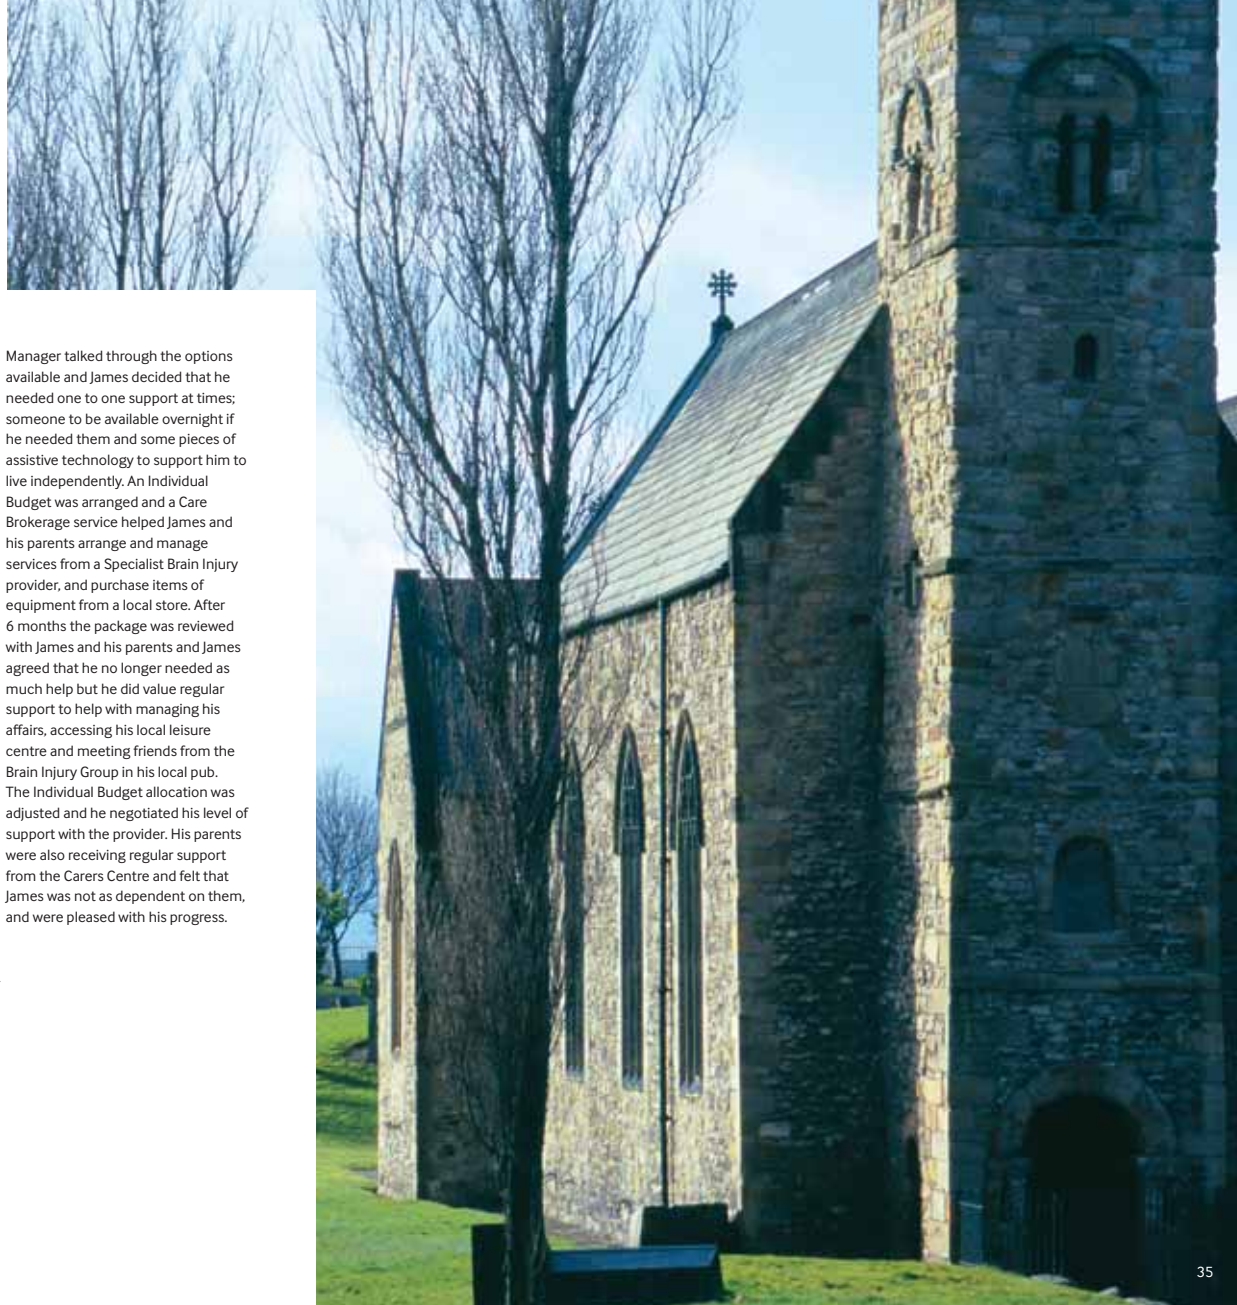 Manager talked through the options
available and James decided that he
needed one to one support at times;
someone to be available overnight if
he needed them and some pieces of
assistive technology to support him to
live independently. An Individual
Budget was arranged and a Care
Brokerage service helped James and
his parents arrange and manage
services from a Specialist Brain Injury
provider, and purchase items of
equipment from a local store. After
6 months the package was reviewed
with James and his parents and James
agreed that he no longer needed as
much help but he did value regular
support to help with managing his
affairs, accessing his local leisure
centre and meeting friends from the
Brain Injury Group in his local pub.
The Individual Budget allocation was
adjusted and he negotiated his level of
support with the provider. His parents
were also receiving regular support
from the Carers Centre and felt that
James was not as dependent on them,
and were pleased with his progress.
35